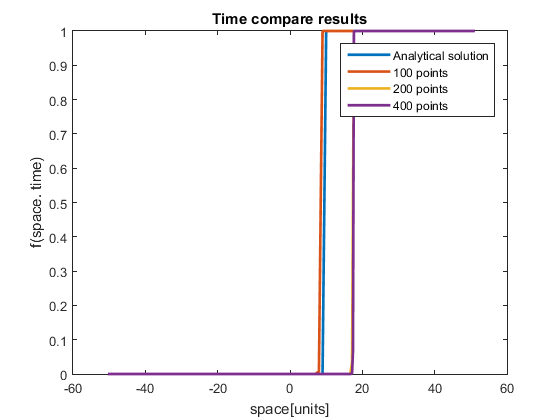 Time compare results
1
0.9
0.8
0.7
0.6
0.5
0.4
0.3
0.2
0.1
0
f(space. time)
Analytical solution
100 points
200 points
400 points
-60
-40
-20
0
20
40
60
space[units]